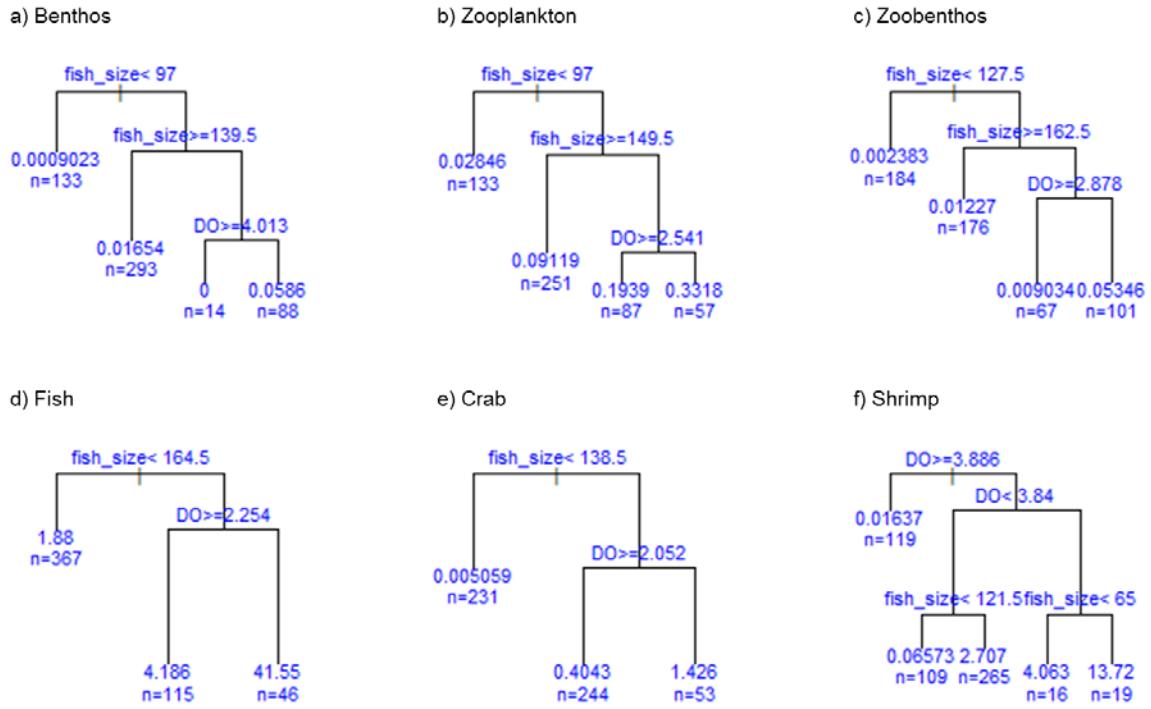 a) Benthos
fish_size< 97
fish_size>=139.5
0.0009023
n=133
DO>=4.013
0.01654
n=293
0
n=14
0.0586
n=88
b) Zooplankton
fish_size< 97
fish_size>=149.5
0.02846
n=133
DO>=2.541
0.09119
n=251
0.1939
n=87
0.3318
n=57
c) Zoobenthos
fish_size< 127.5
fish_size>=162.5
0.002383
n=184
DO>=2.878
0.01227
n=176
0.009034
n=67
0.05346
n=101
d) Fish
fish_size< 164.5
DO>=2.254
1.88
n=367
4.186
n=115
41.55
n=46
e) Crab
fish_size< 138.5
DO>=2.052
0.005059
n=231
0.4043
n=244
1.426
n=53
f) Shrimp
DO>=3.886
DO< 3.84
0.01637
n=119
fish_size< 121.5
fish_size< 65
0.06573
n=109
2.707
n=265
4.063
n=16
13.72
n=19